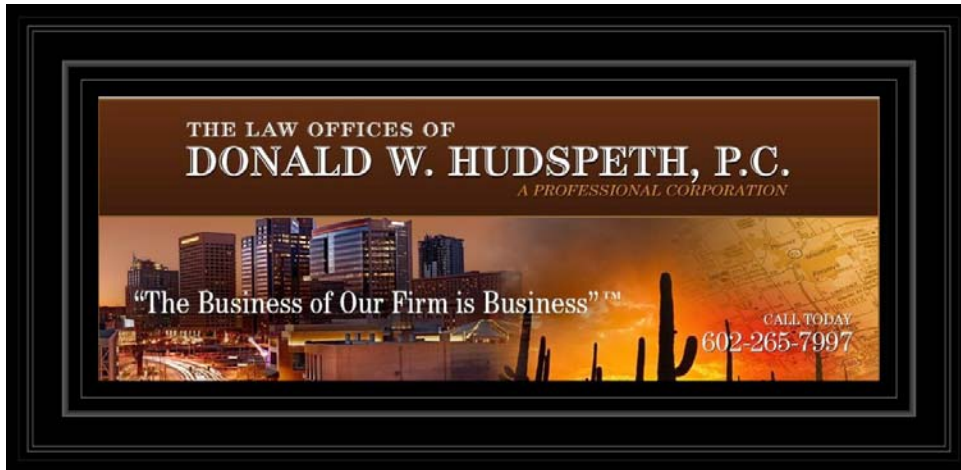 THE LAW OFFICES OF
DONALD W. HUDSPETH, P.C.
A PROFESSIONAL CORPORATION
“The Business of Our Firm is Business”™
CALL TODAY
602-265-7997